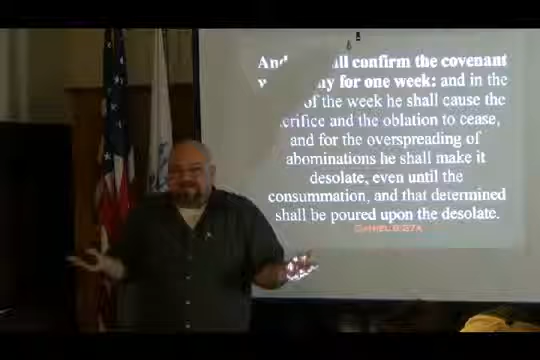 And all confirm the covenant
w ny for one week: and in the
of the week he shall cause the
crifice and the oblation to cease,
and for the overspreading of
abominations he shall make it
desolate, even until the
consummation, and that determined
shall be poured upon the desolate.